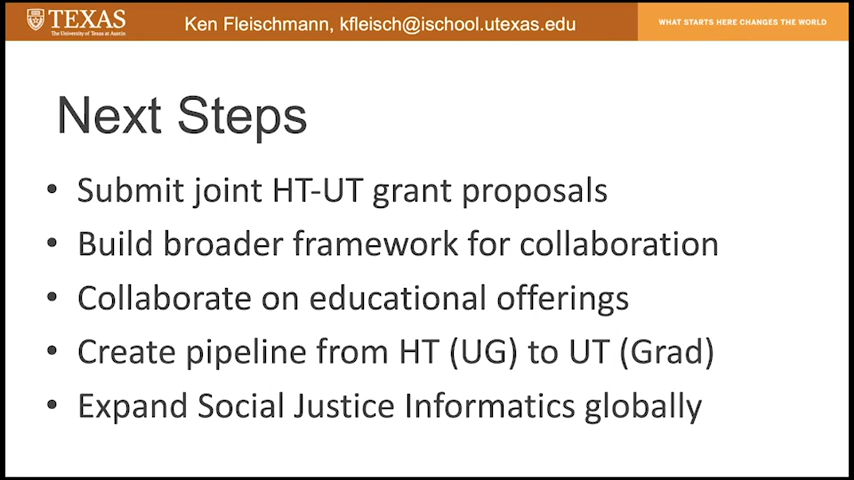 TEXAS
The University of Texas at Austin
Ken Fleischmann, kfleisch@ischool.utexas.edu
WHAT STARTS HERE CHANGES THE WORLD
Next Steps
• Submit joint HT-UT grant proposals
• Build broader framework for collaboration
• Collaborate on educational offerings
• Create pipeline from HT (UG) to UT (Grad)
• Expand Social Justice Informatics globally